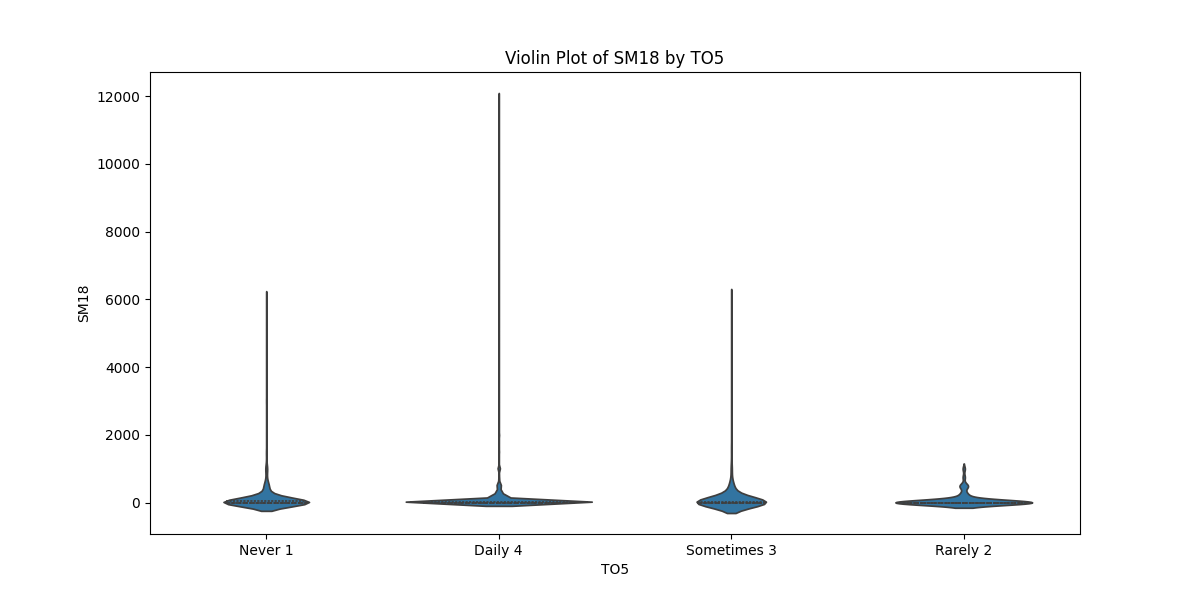 Violin Plot of SM18 by TO5
12000
10000
8000
6000
4000
2000
0
SM18
Never 1
Daily 4
Sometimes 3
Rarely 2
TO5